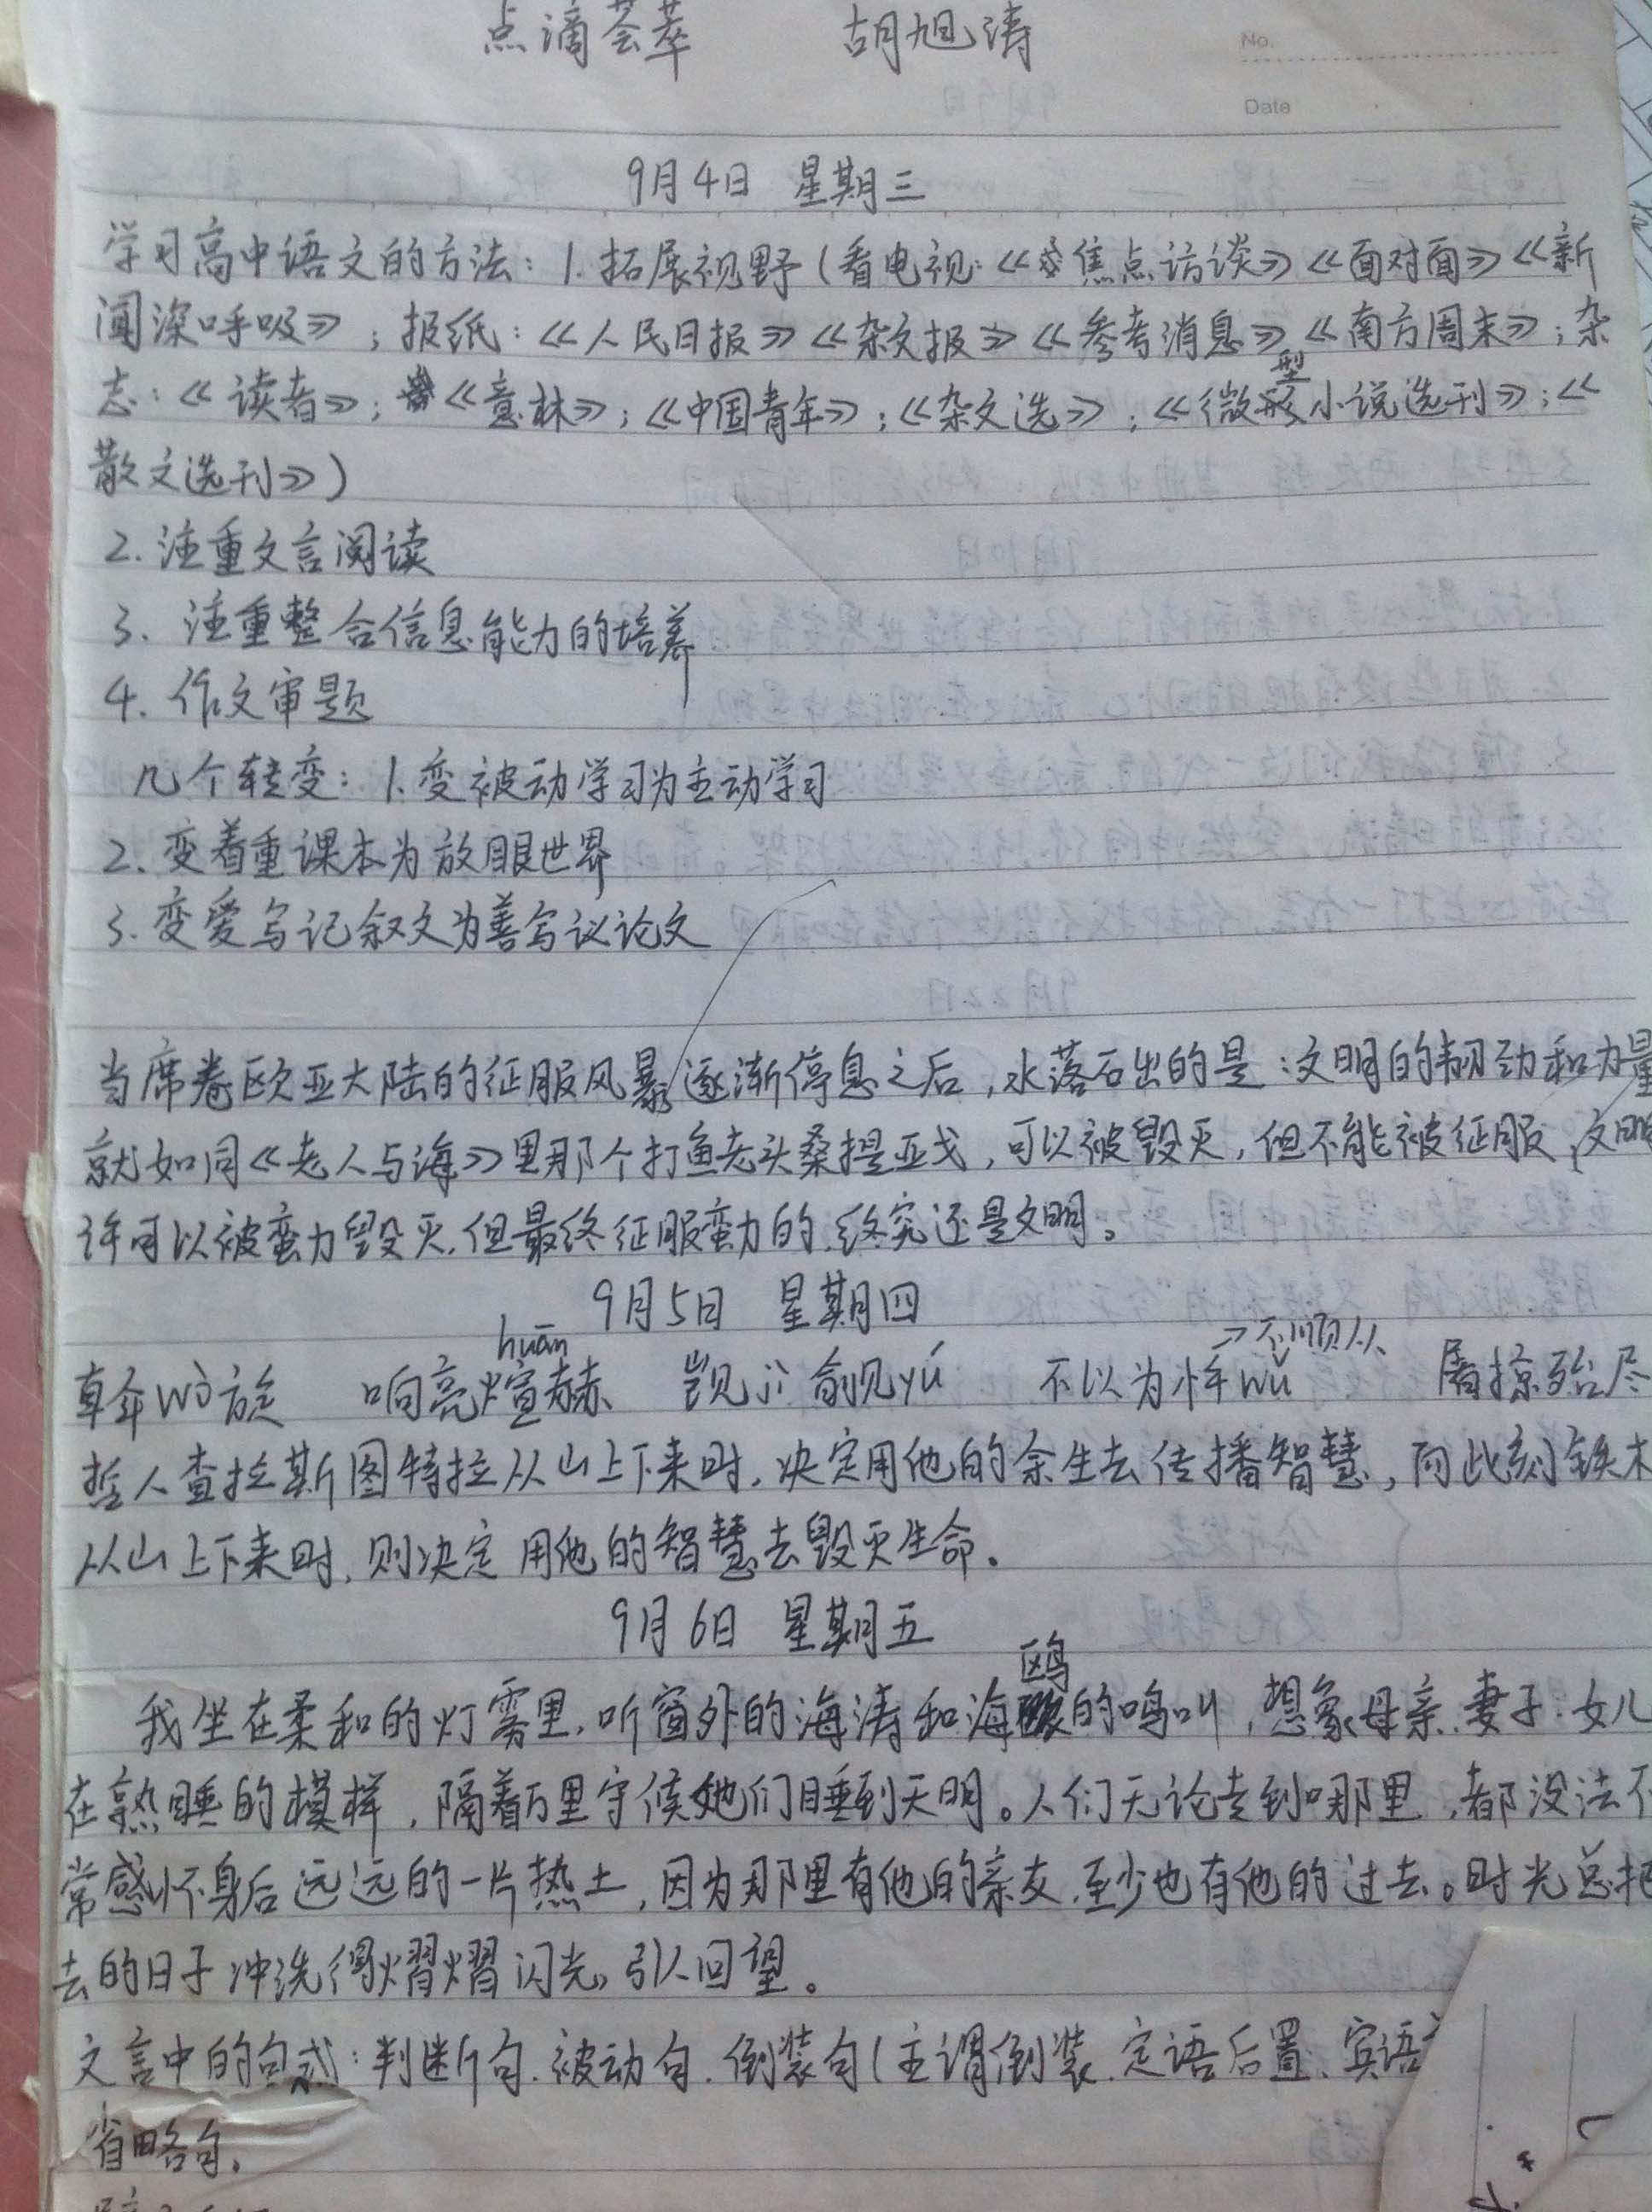 点滴荟萃 胡旭涛
No.
Date
9月4日 星期三
学习高中语文的方法：1.拓展视野（看电视：《焦点访谈》《面对面》《新
闻深呼吸》；报纸：《人民日报》《杂文报》《参考消息》《南方周末》；杂
志：《读者》；《意林》；《中国青年》；《杂文选》；《微型小说选刊》；《
散文选刊》）
2.注重文言阅读
3.注重整合信息能力的培养
4.作文审题
几个转变：1.变被动学习为主动学习
2.变着重课本为放眼世界
3.变爱写记叙文为善写议论文
当席卷欧亚大陆的征服风暴逐渐停息之后，水落石出的是：文明的韧劲和力量
就如同《老人与海》里那个打鱼老头桑提亚戈，可以被毁灭，但不能被征服，文明
许可以被蛮力毁灭，但最终征服蛮力的，终究还是文明。
9月5日 星期四
huān →不顺从
斡wò旋 响亮煊赫 觊jì觎yú 不以为忤wǔ 屠掠殆尽
哲人查拉斯图特拉从山上下来时，决定用他的余生去传播智慧，而此刻铁木
从山上下来时，则决定用他的智慧去毁灭生命。
9月6日 星期五
我坐在柔和的灯雾里，听窗外的海涛和海鸥的鸣叫，想象母亲、妻子、女儿
在熟睡的模样，隔着万里守候她们睡到天明。人们无论走到哪里，都没法不
常感怀身后远远的一片热土，因为那里有他的亲友，至少也有他的过去。时光总把
去的日子冲洗得熠熠闪光，引人回望。
文言中的句式：判断句、被动句、倒装句（主谓倒装、定语后置、宾语
省略句。